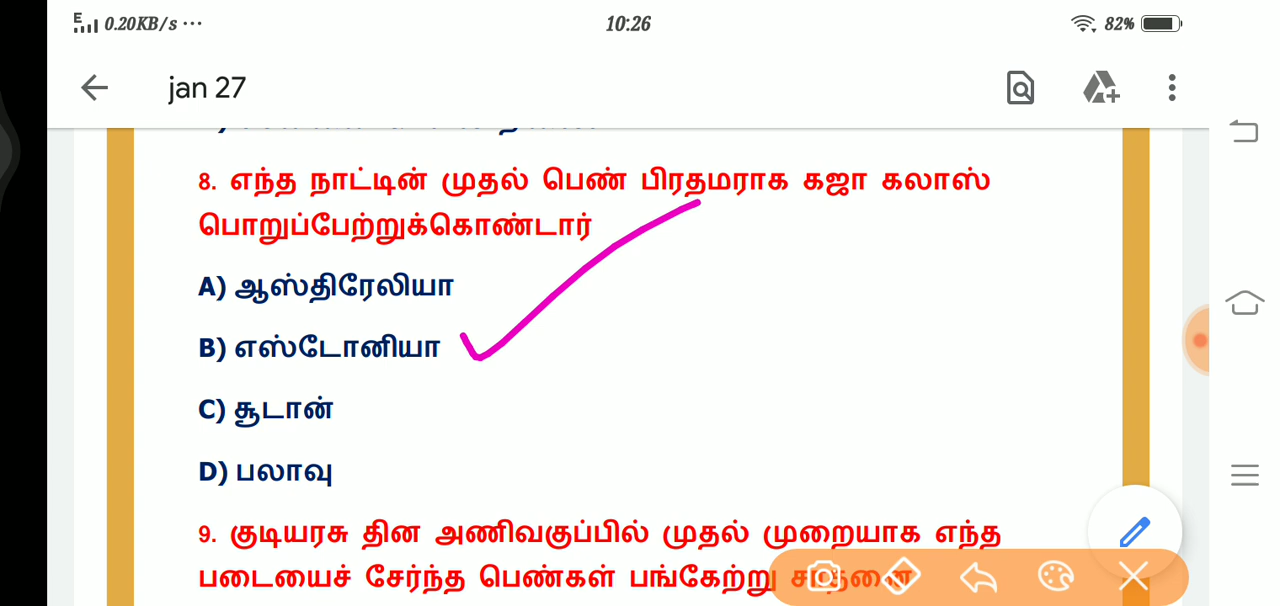 E 0.20KB/s ... 10:26 82%
jan 27
8. எந்த நாட்டின் முதல் பெண் பிரதமராக கஜா கலாஸ்
பொறுப்பேற்றுக்கொண்டார்
A) ஆஸ்திரேலியா
B) எஸ்டோனியா
C) சூடான்
D) பலாவு
9. குடியரசு தின அணிவகுப்பில் முதல் முறையாக எந்த
படையைச் சேர்ந்த பெண்கள் பங்கேற்று சாதனை